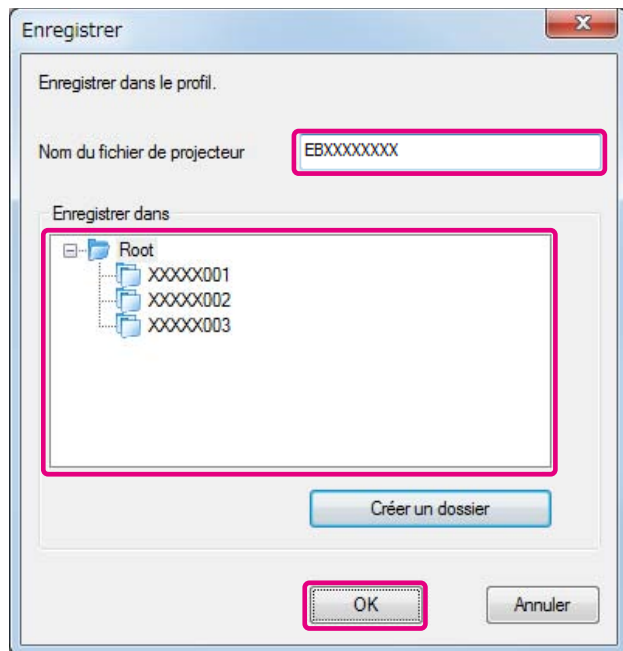 Enregistrer
Enregistrer dans le profil.
Nom du fichier de projecteur EBXXXXXXXX
Enregistrer dans
Root
XXXXX001
XXXXX002
XXXXX003
Créer un dossier
OK Annuler